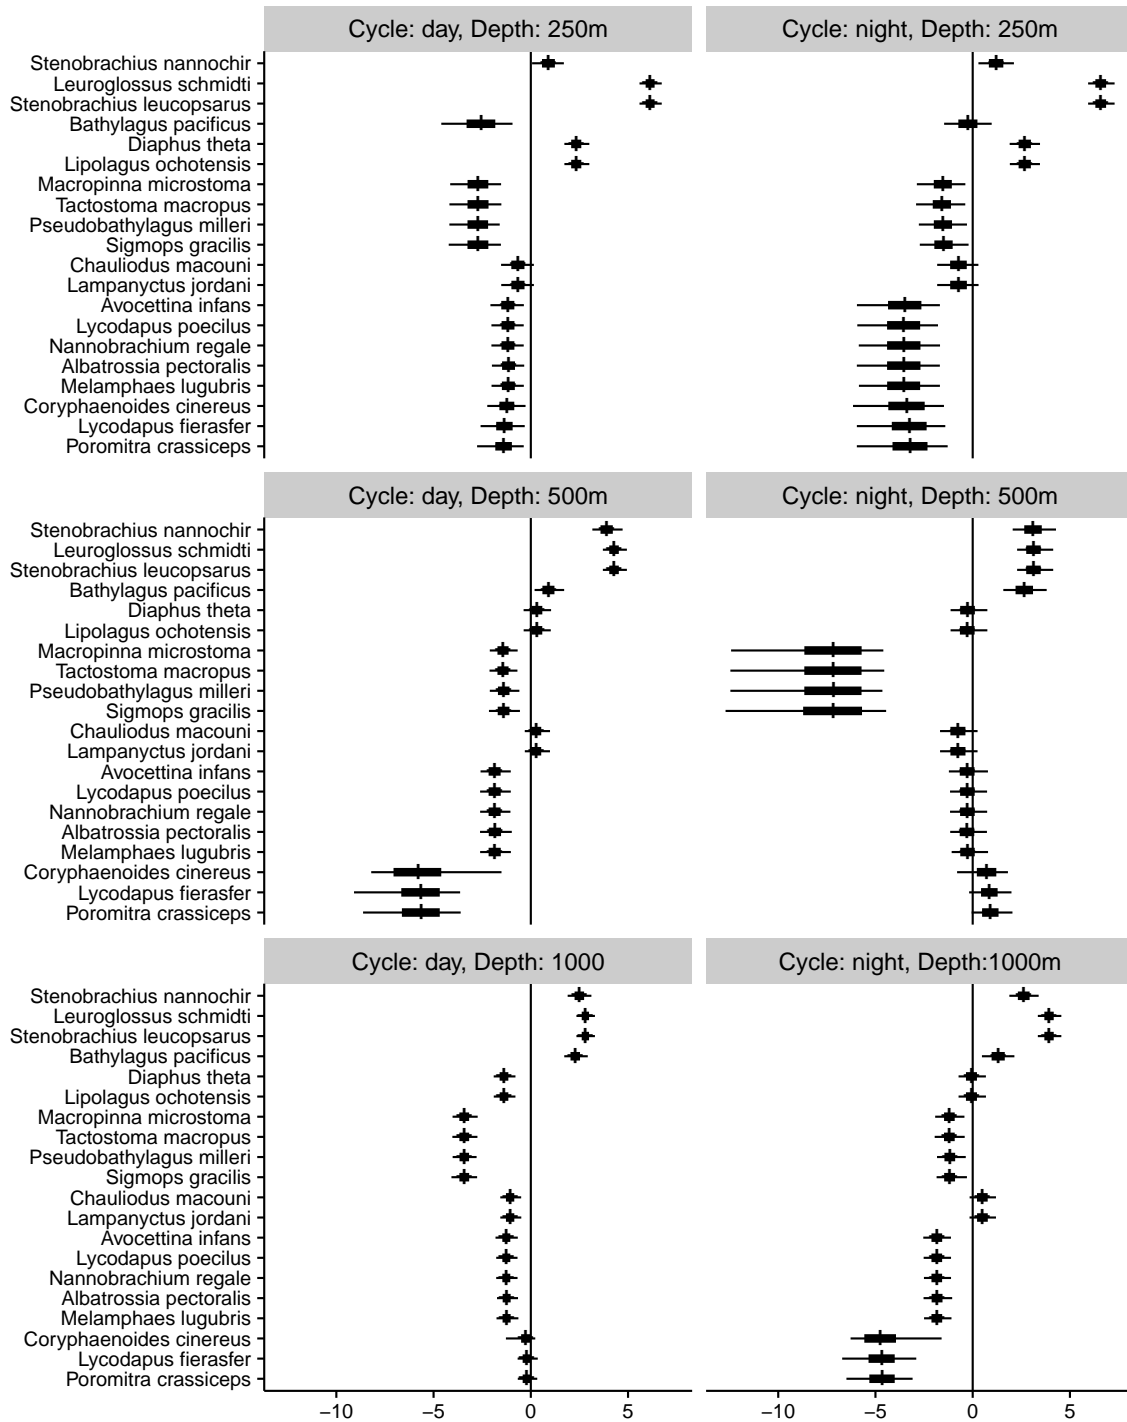 Cycle: day, Depth: 250m
Cycle: night, Depth: 250m
Stenobrachius nannochir
Leuroglossus schmidti
Stenobrachius leucopsarus
Bathylagus pacificus
Diaphus theta
Lipolagus ochotensis
Macropinna microstoma
Tactostoma macropus
Pseudobathylagus milleri
Sigmops gracilis
Chauliodus macouni
Lampanyctus jordani
Avocettina infans
Lycodapus poecilus
Nannobrachium regale
Albatrossia pectoralis
Melamphaes lugubris
Coryphaenoides cinereus
Lycodapus fierasfer
Poromitra crassiceps
Cycle: day, Depth: 500m
Cycle: night, Depth: 500m
Stenobrachius nannochir
Leuroglossus schmidti
Stenobrachius leucopsarus
Bathylagus pacificus
Diaphus theta
Lipolagus ochotensis
Macropinna microstoma
Tactostoma macropus
Pseudobathylagus milleri
Sigmops gracilis
Chauliodus macouni
Lampanyctus jordani
Avocettina infans
Lycodapus poecilus
Nannobrachium regale
Albatrossia pectoralis
Melamphaes lugubris
Coryphaenoides cinereus
Lycodapus fierasfer
Poromitra crassiceps
Cycle: day, Depth: 1000
Cycle: night, Depth:1000m
Stenobrachius nannochir
Leuroglossus schmidti
Stenobrachius leucopsarus
Bathylagus pacificus
Diaphus theta
Lipolagus ochotensis
Macropinna microstoma
Tactostoma macropus
Pseudobathylagus milleri
Sigmops gracilis
Chauliodus macouni
Lampanyctus jordani
Avocettina infans
Lycodapus poecilus
Nannobrachium regale
Albatrossia pectoralis
Melamphaes lugubris
Coryphaenoides cinereus
Lycodapus fierasfer
Poromitra crassiceps
−10 −5 0 5 −10 −5 0 5